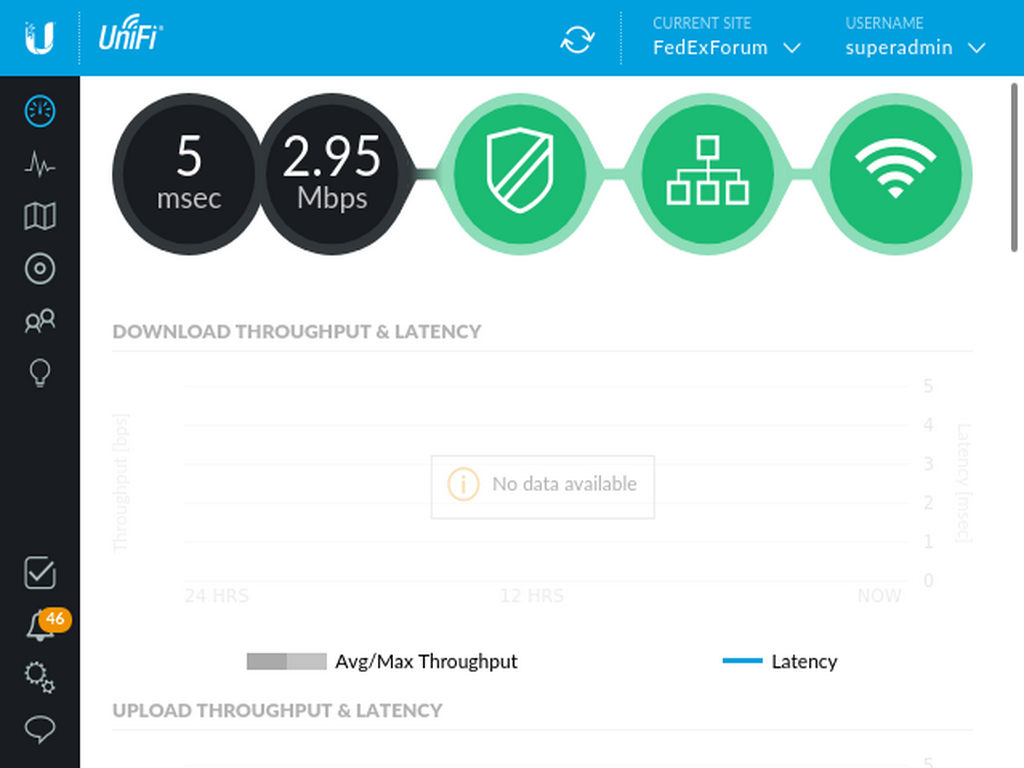 UniFi
CURRENT SITE
FedExForum
USERNAME
superadmin
5
msec
2.95
Mbps
DOWNLOAD THROUGHPUT & LATENCY
5
4
3
2
1
0
Throughput [bps]
Latency [msec]
No data available
24 HRS
12 HRS
NOW
46
Avg/Max Throughput
Latency
UPLOAD THROUGHPUT & LATENCY
5